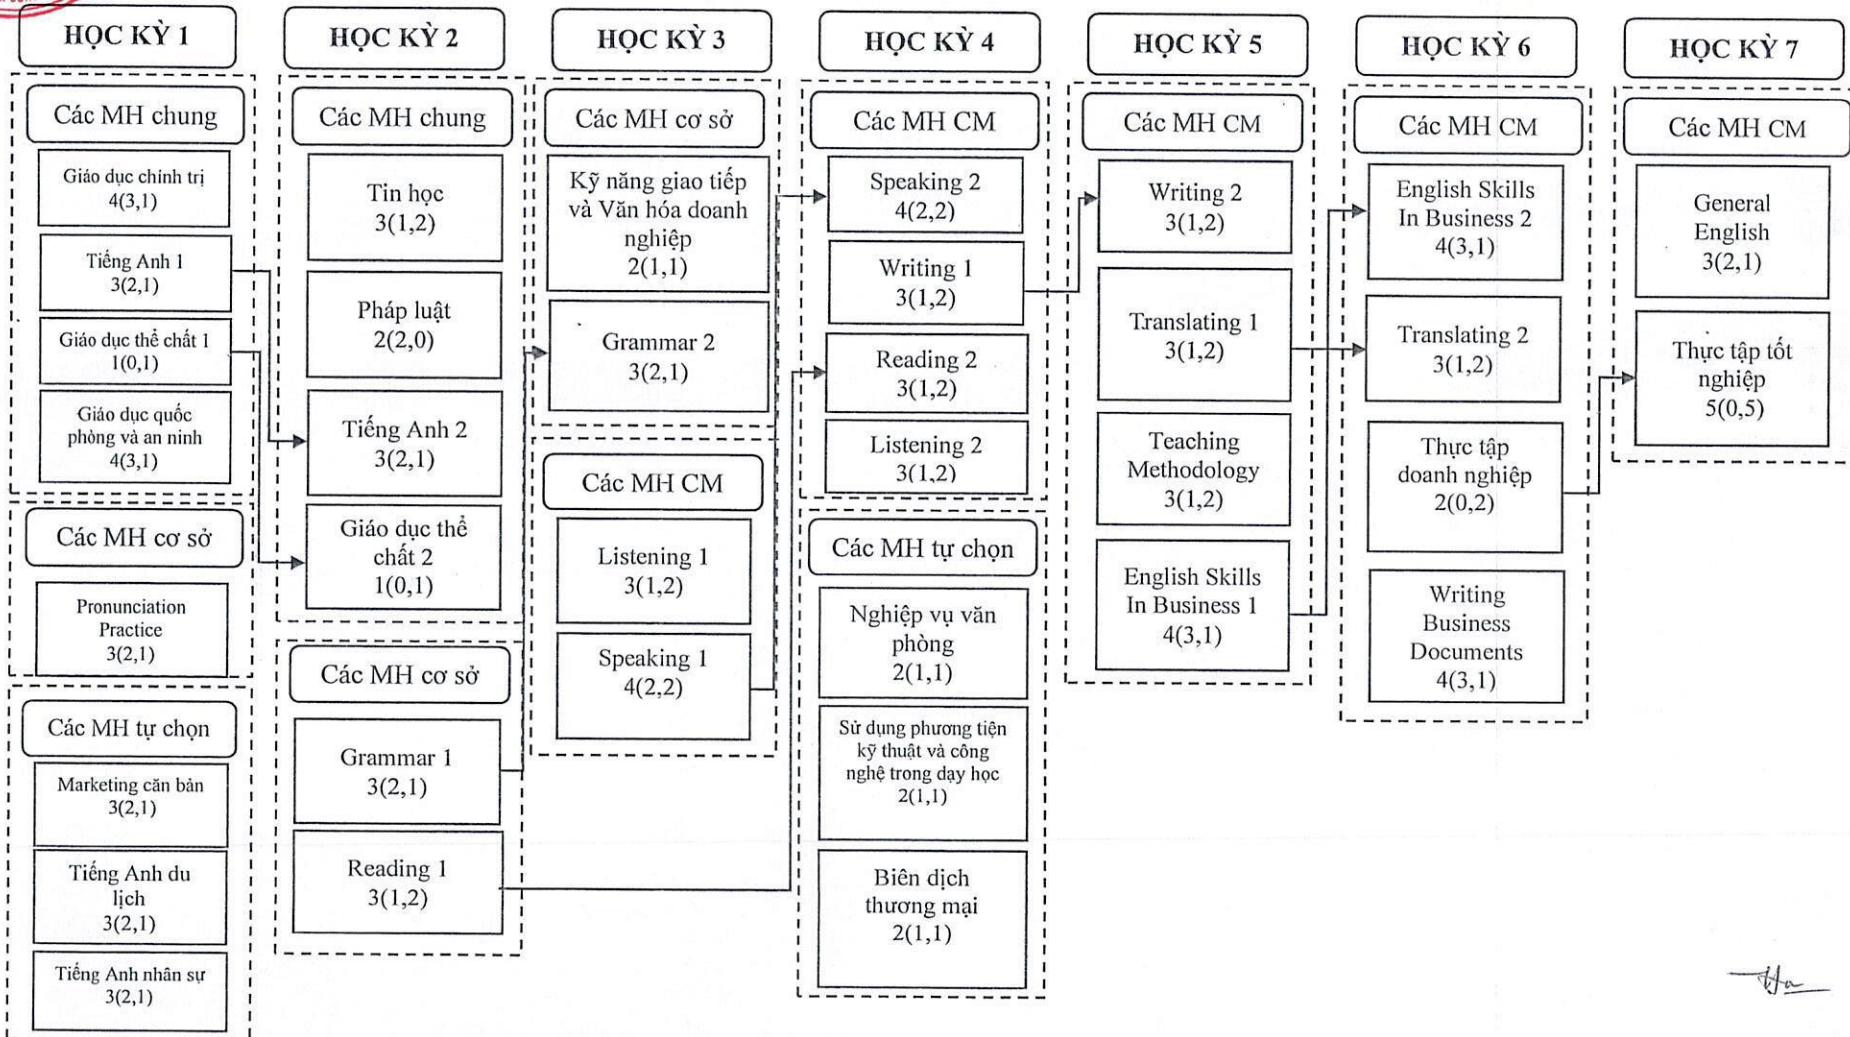 HỌC KỲ 1
Các MH chung
Giáo dục chính trị
4(3,1)
Tiếng Anh 1
3(2,1)
Giáo dục thể chất 1
1(0,1)
Giáo dục quốc
phòng và an ninh
4(3,1)
Các MH cơ sở
Pronunciation
Practice
3(2,1)
Các MH tự chọn
Marketing căn bản
3(2,1)
Tiếng Anh du
lịch
3(2,1)
Tiếng Anh nhân sự
3(2,1)
HỌC KỲ 2
Các MH chung
Tin học
3(1,2)
Pháp luật
2(2,0)
Tiếng Anh 2
3(2,1)
Giáo dục thể
chất 2
1(0,1)
Các MH cơ sở
Grammar 1
3(2,1)
Reading 1
3(1,2)
HỌC KỲ 3
Các MH cơ sở
Kỹ năng giao tiếp
và Văn hóa doanh
nghiệp
2(1,1)
Grammar 2
3(2,1)
Các MH CM
Listening 1
3(1,2)
Speaking 1
4(2,2)
HỌC KỲ 4
Các MH CM
Speaking 2
4(2,2)
Writing 1
3(1,2)
Reading 2
3(1,2)
Listening 2
3(1,2)
Các MH tự chọn
Nghiệp vụ văn
phòng
2(1,1)
Sử dụng phương tiện
kỹ thuật và công
nghệ trong dạy học
2(1,1)
Biên dịch
thương mại
2(1,1)
HỌC KỲ 5
Các MH CM
Writing 2
3(1,2)
Translating 1
3(1,2)
Teaching
Methodology
3(1,2)
English Skills
In Business 1
4(3,1)
HỌC KỲ 6
Các MH CM
English Skills
In Business 2
4(3,1)
Translating 2
3(1,2)
Thực tập
doanh nghiệp
2(0,2)
Writing
Business
Documents
4(3,1)
HỌC KỲ 7
Các MH CM
General
English
3(2,1)
Thực tập tốt
nghiệp
5(0,5)